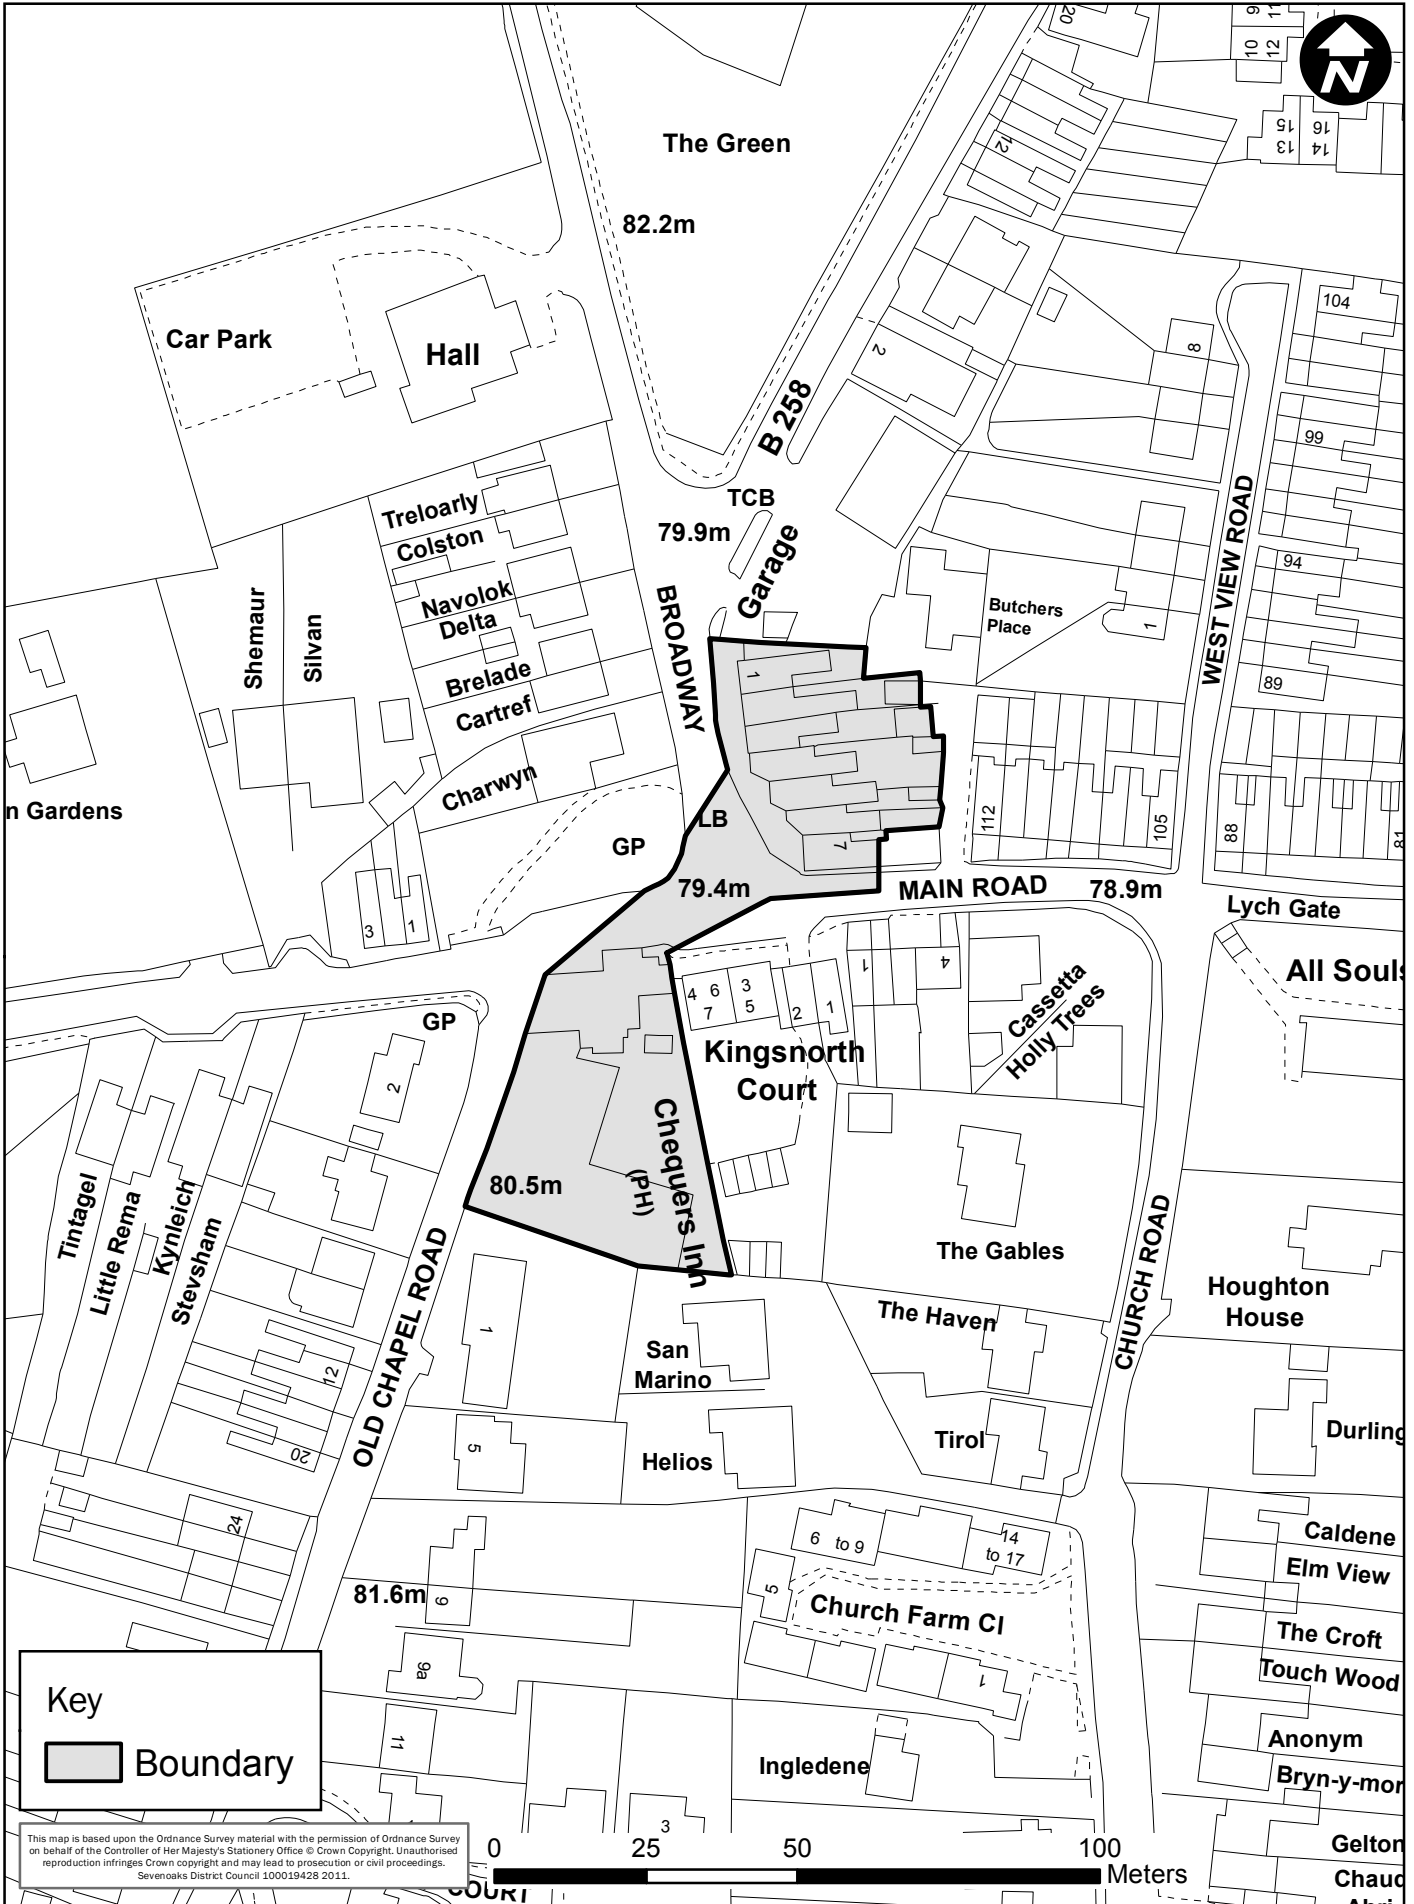 20
9
11
10
12
N
15
16
13
14
12
The Green
82.2m
Car Park
Hall
104
2
8
B 258
99
TCB
Treloarly
79.9m
Colston
Garage
94
WEST VIEW ROAD
Navolok
Delta
BROADWAY
Butchers
Place
1
Shemaur
Silvan
Brelade
1
89
Cartref
Charwyn
n Gardens
LB
112
105
88
81
GP
7
79.4m
MAIN ROAD
78.9m
Lych Gate
3
1
1
4
All Souls
4
6
3
7
5
2
1
Cassetta
Holly Trees
GP
Kingsnorth
Court
2
Chequers Inn
(PH)
80.5m
Tintagel
Little Rema
Kynleich
Stevsham
The Gables
CHURCH ROAD
Houghton
House
OLD CHAPEL ROAD
1
The Haven
San
Marino
12
Durling
5
Tirol
20
Helios
24
6 to 9
14
to 17
Caldene
Elm View
81.6m
9
5
Church Farm Cl
The Croft
9a
1
Touch Wood
11
Anonym
Ingledene
Bryn-y-mor
3
Gelton
Chaud
COURT
Key
Boundary
This map is based upon the Ordnance Survey material with the permission of Ordnance Survey
on behalf of the Controller of Her Majesty's Stationery Office © Crown Copyright. Unauthorised
reproduction infringes Crown copyright and may lead to prosecution or civil proceedings.
Sevenoaks District Council 100019428 2011.
0 25 50 100
Meters